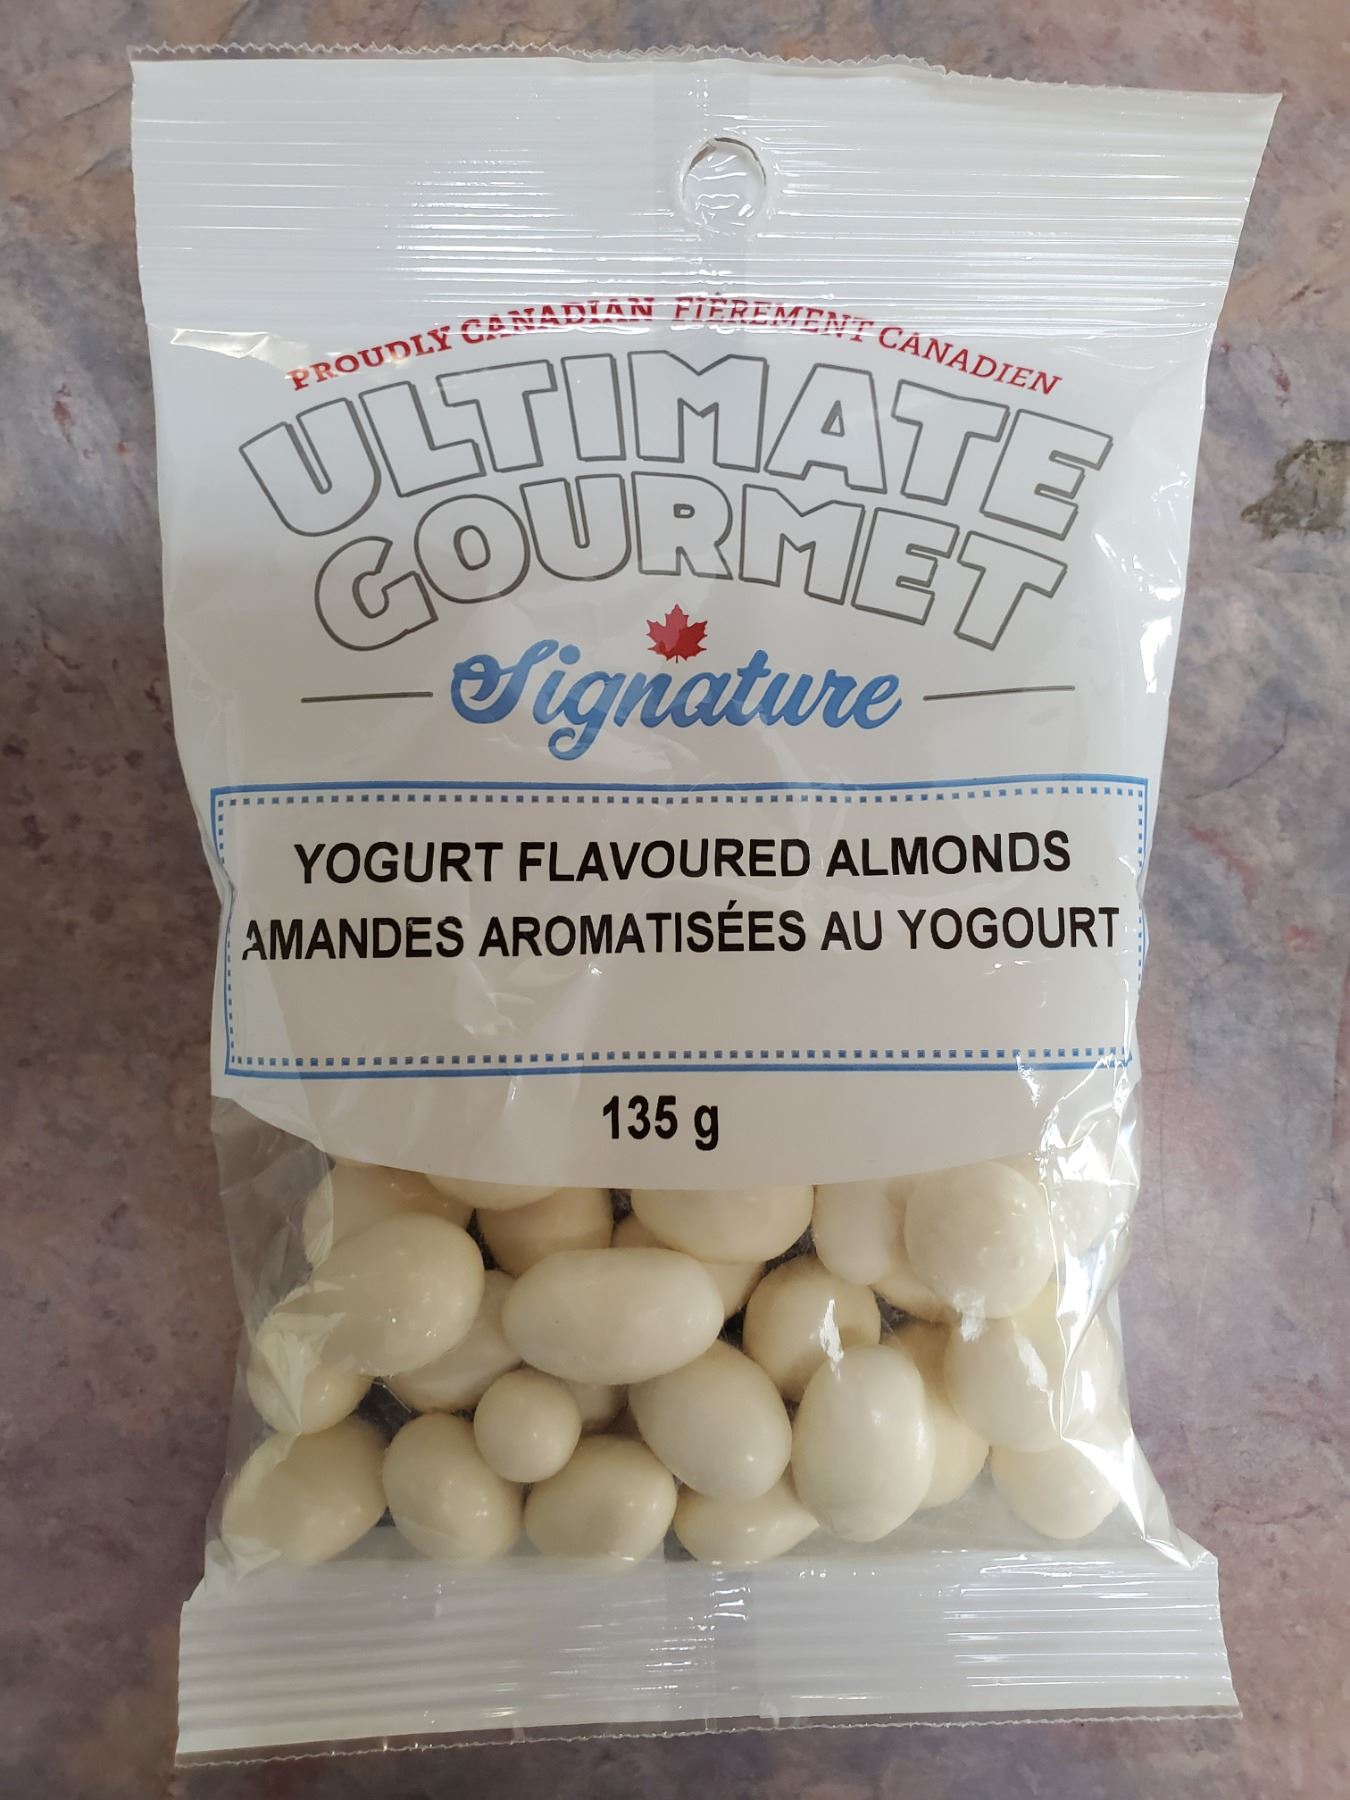 PROUDLY CANADIAN FIÈREMENT CANADIEN
ULTIMATE
GOURMET
Signature
YOGURT FLAVOURED ALMONDS
AMANDES AROMATISÉES AU YOGOURT
135 g